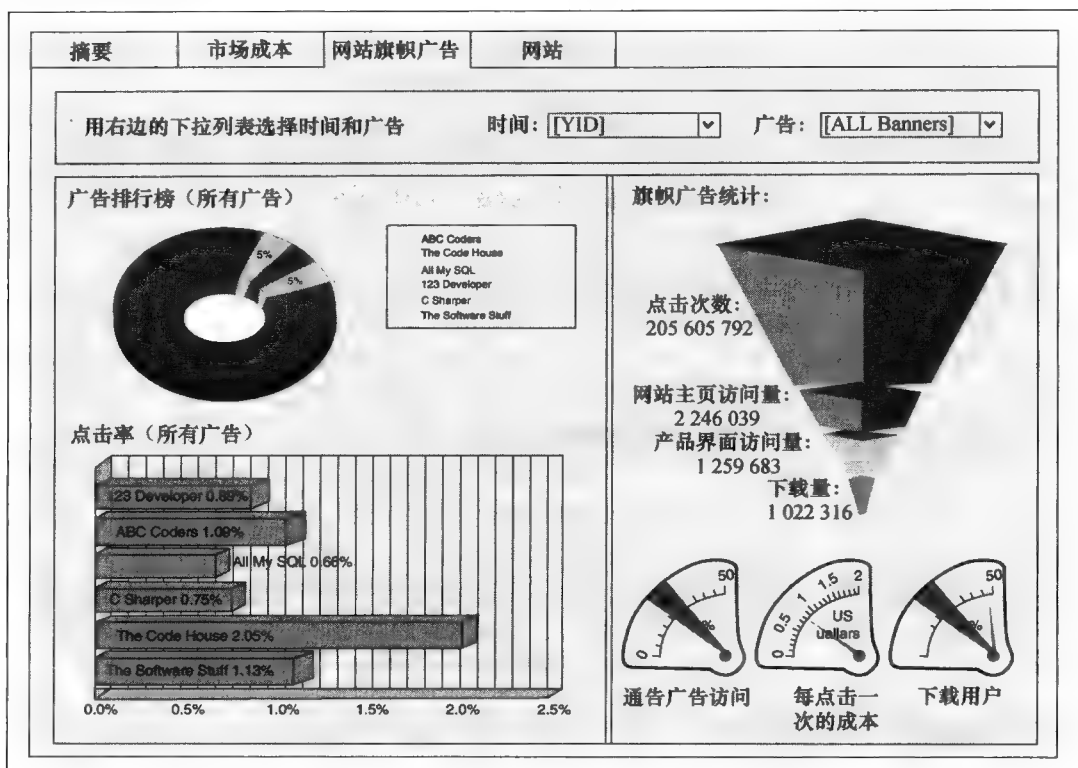 摘要
市场成本
网站旗帜广告
网站
用右边的下拉列表选择时间和广告
时间：[YID]
广告：[ALL Banners]
广告排行榜（所有广告）
5%
5%
ABC Coders
The Code House
All My SQL
123 Developer
C Sharper
The Software Stuff
点击率（所有广告）
123 Developer 0.89%
ABC Coders 1.09%
All My SQL 0.66%
C Sharper 0.75%
The Code House 2.05%
The Software Stuff 1.13%
0.0% 0.5% 1.0% 1.5% 2.0% 2.5%
旗帜广告统计：
点击次数：
205 605 792
网站主页访问量：
2 246 039
产品界面访问量：
1 259 683
下载量：
1 022 316
0 50
%
通告广告访问
0 0.5 1 1.5 2
US
uallars
每点击一
次的成本
0 50
%
下载用户